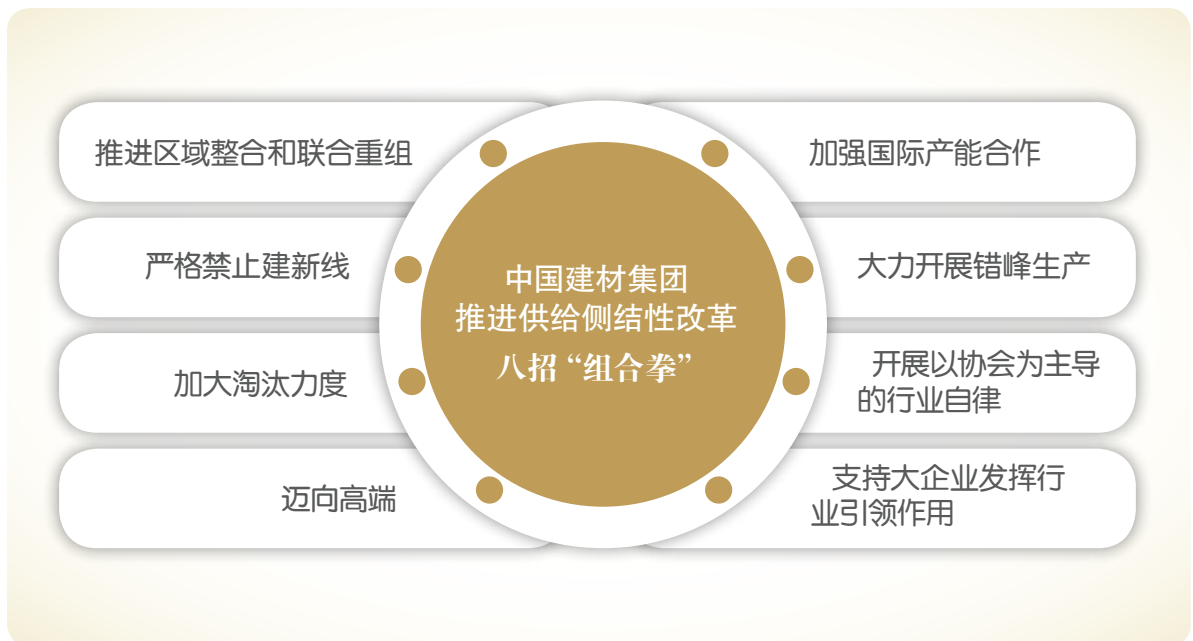 推进区域整合和联合重组
严格禁止建新线
加大淘汰力度
迈向高端
中国建材集团
推进供给侧结性改革
八招“组合拳”
加强国际产能合作
大力开展错峰生产
开展以协会为主导
的行业自律
支持大企业发挥行
业引领作用